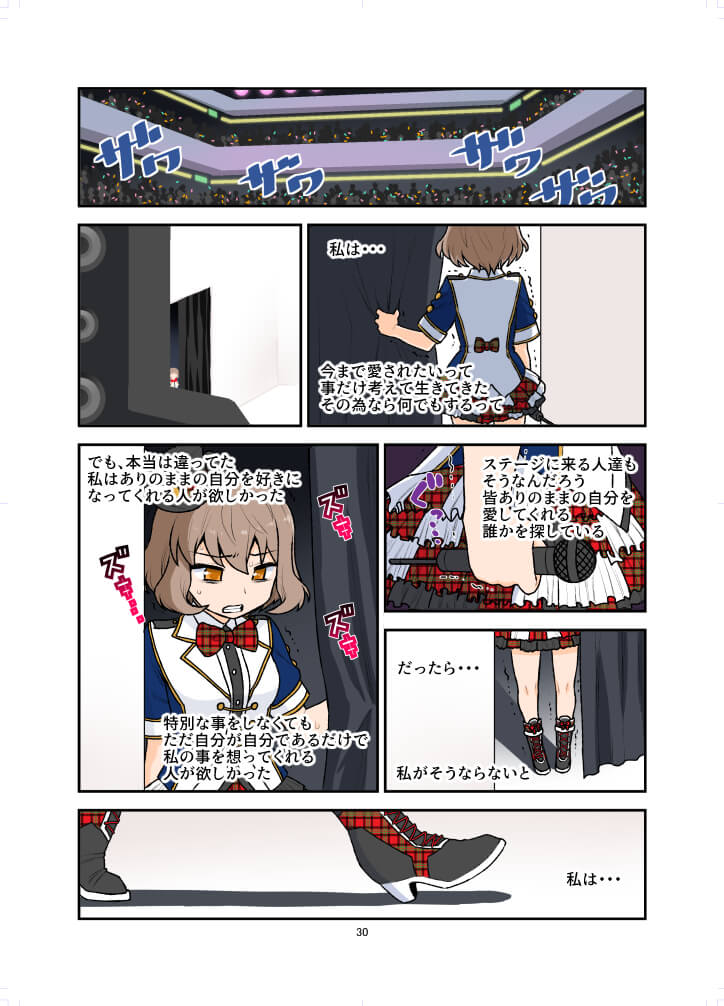 ザワ
ザワ
ザワ
ザワ
私は・・・
今まで愛されたいって
事だけ考えて生きてきた
その為なら何でもするって
ステージに来る人達も
そうなんだろう
皆ありのままの自分を
愛してくれる
誰かを探している
ぐっ…
でも、本当は違ってた
私はありのままの自分を好きに
なってくれる人が欲しかった
ズキ
ズキ
ズキ…
特別な事をしなくても
ただ自分が自分であるだけで
私の事を想ってくれる
人が欲しかった
だったら・・・
私がそうならないと
私は・・・
30